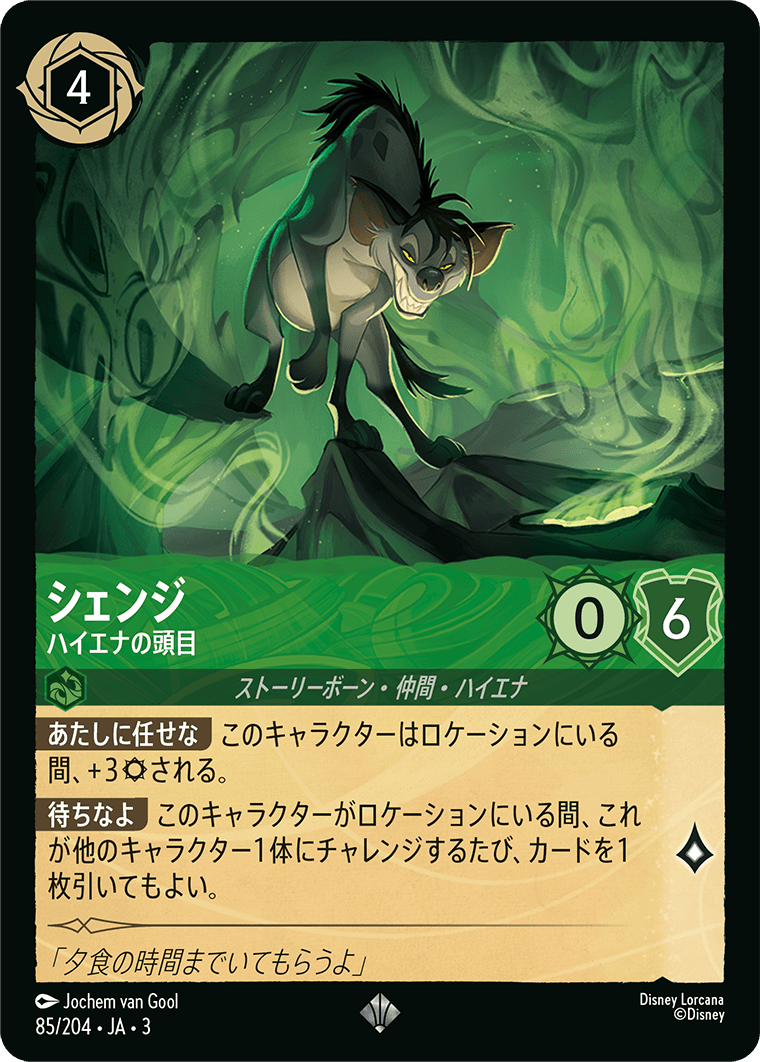 4
シェンジ
ハイエナの頭目
0
6
ストーリーボーン・仲間・ハイエナ
あたしに任せな このキャラクターはロケーションにいる
間、+3される。
待ちなよ このキャラクターがロケーションにいる間、これ
が他のキャラクター1体にチャレンジするたび、カードを1
枚引いてもよい。
「夕食の時間までいてもらうよ」
Jochem van Gool
85/204 • JA • 3
Disney Lorcana
©Disney